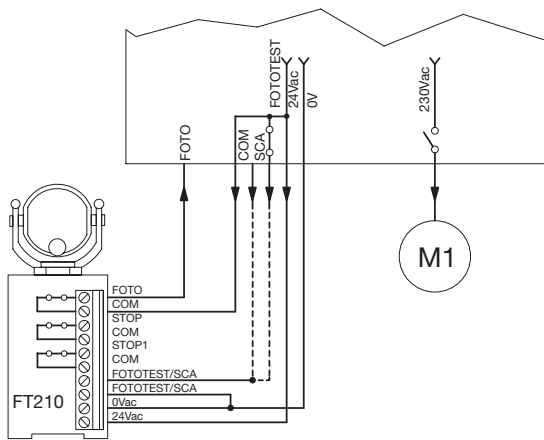 FOTOTEST
24Vac
0V
230Vac
FOTO
COM
SCA
M1
FOTO
COM
STOP
COM
STOP1
COM
FOTOTEST/SCA
FOTOTEST/SCA
0Vac
24Vac
FT210